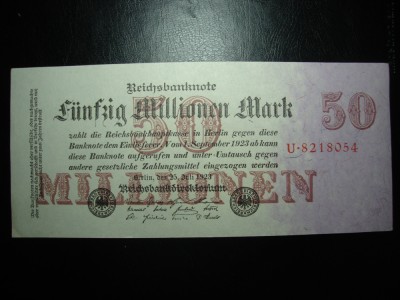 Reichsbanknote
Fünfzig Millionen Mark
50
50
zahlt die Reichsbankhauptkasse in Berlin gegen diese
Banknote dem Einlieferer. Vom 1. September 1923 ab kann
diese Banknote aufgerufen und unter Umtausch gegen
andere gesetzliche Zahlungsmittel eingezogen werden
U·8218054
Berlin, den 25. Juli 1923
Reichsbankdirektorium
MILLIONEN